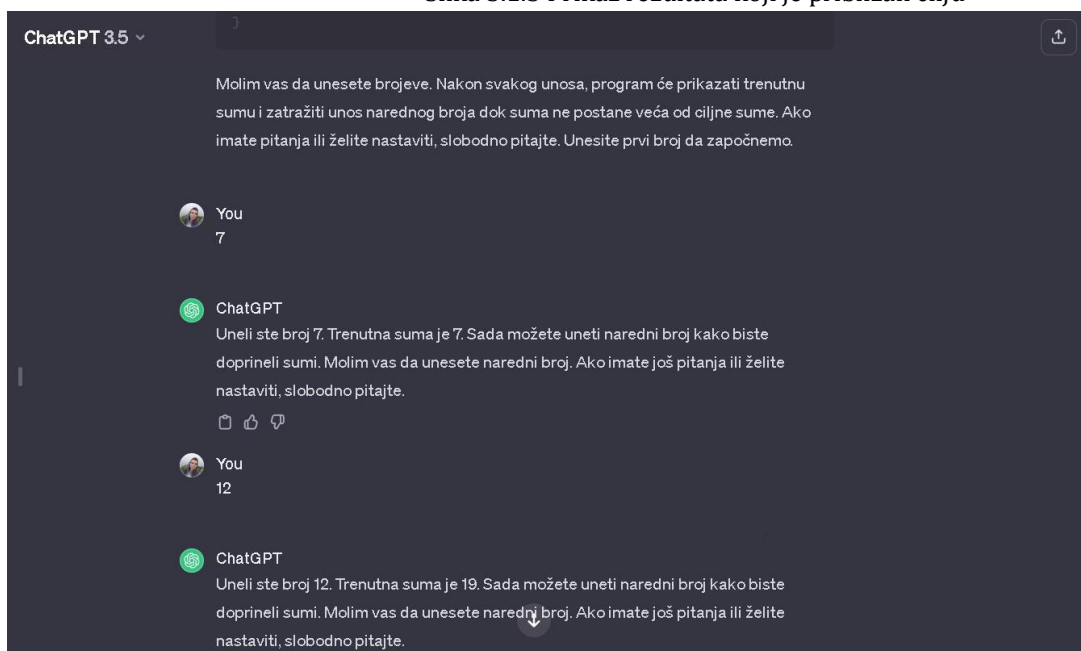 ChatGPT 3.5
}
Molim vas da unesete brojeve. Nakon svakog unosa, program će prikazati trenutnu
sumu i zatražiti unos narednog broja dok suma ne postane veća od ciljne sume. Ako
imate pitanja ili želite nastaviti, slobodno pitajte. Unesite prvi broj da započnemo.
You
7
ChatGPT
Uneli ste broj 7. Trenutna suma je 7. Sada možete uneti naredni broj kako biste
doprineli sumi. Molim vas da unesete naredni broj. Ako imate još pitanja ili želite
nastaviti, slobodno pitajte.
You
12
ChatGPT
Uneli ste broj 12. Trenutna suma je 19. Sada možete uneti naredni broj kako biste
doprineli sumi. Molim vas da unesete naredni broj. Ako imate još pitanja ili želite
nastaviti, slobodno pitajte.